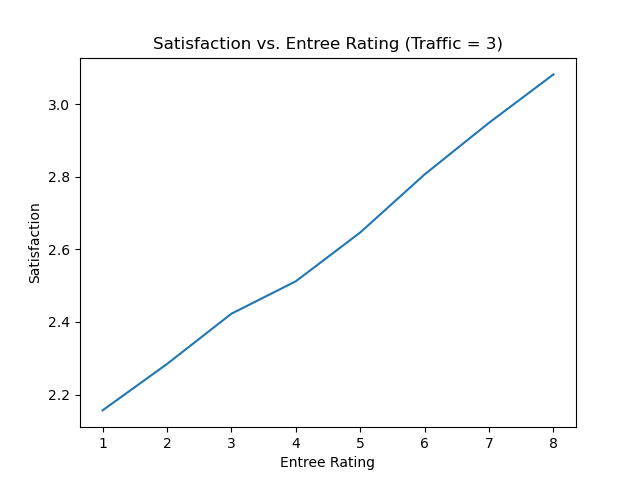 Satisfaction vs. Entree Rating (Traffic = 3)
3.0
2.8
2.6
2.4
2.2
Satisfaction
1 2 3 4 5 6 7 8
Entree Rating